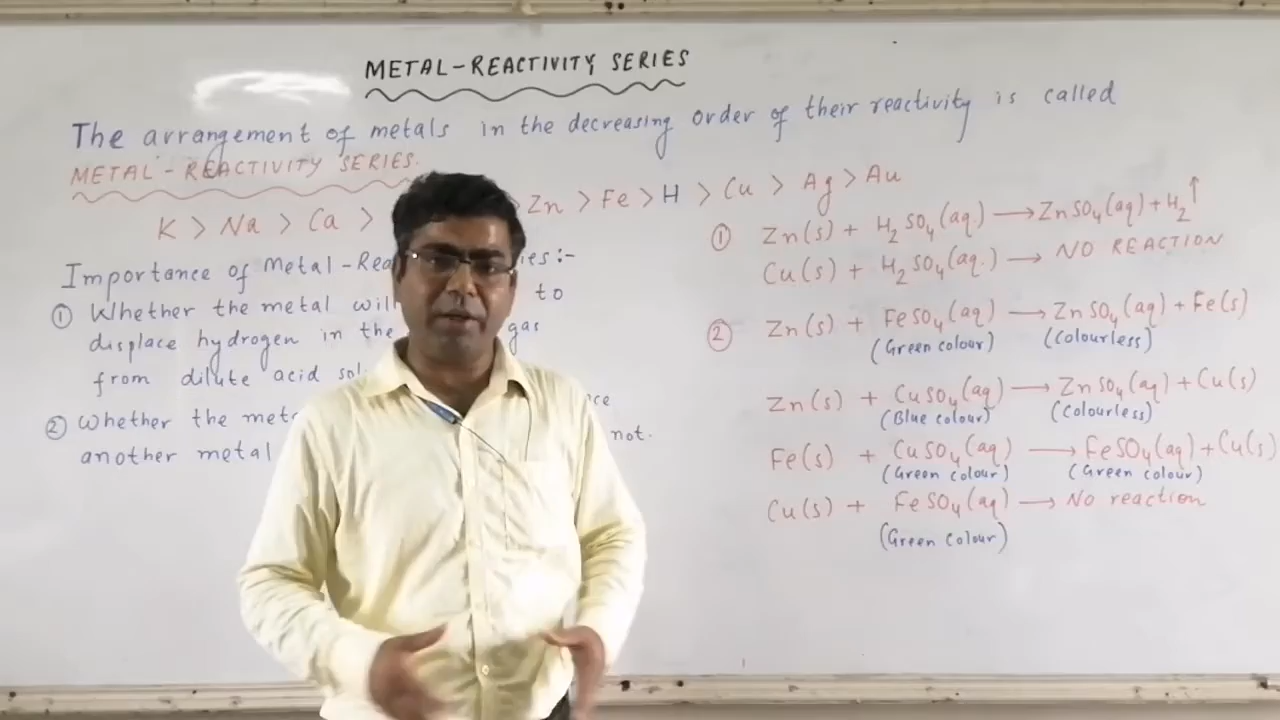 METAL-REACTIVITY SERIES
The arrangement of metals in the decreasing order of their reactivity is called
METAL-REACTIVITY SERIES.
K > Na > Ca > > Zn > Fe > H > Cu > Ag > Au
Importance of Metal-Rea ies :-
① Whether the metal will to
displace hydrogen in the gas
from dilute acid sol
② Whether the meta ce
another metal not.
① Zn(s) + H₂SO₄(aq.) → ZnSO₄(aq) + H₂↑
Cu(s) + H₂SO₄(aq.) → NO REACTION
② Zn(s) + FeSO₄(aq) → ZnSO₄(aq) + Fe(s)
(Green colour) (Colourless)
Zn(s) + CuSO₄(aq) → ZnSO₄(aq) + Cu(s)
(Blue colour) (Colourless)
Fe(s) + CuSO₄(aq) → FeSO₄(aq) + Cu(s)
(Green colour) (Green colour)
Cu(s) + FeSO₄(aq) → No reaction
(Green colour)